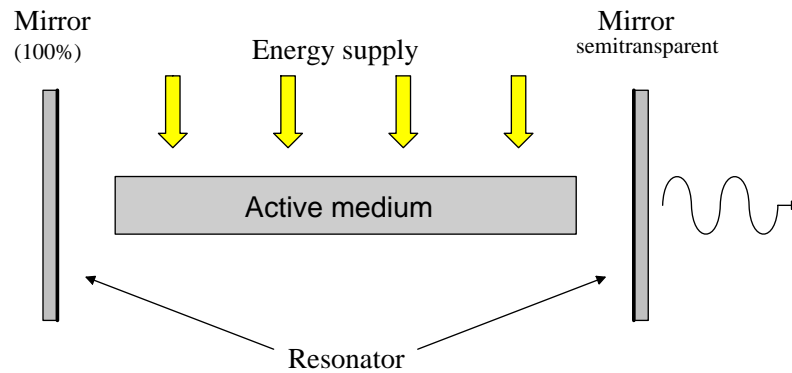 Mirror
(100%)
Energy supply
Mirror
semitransparent
Active medium
Resonator